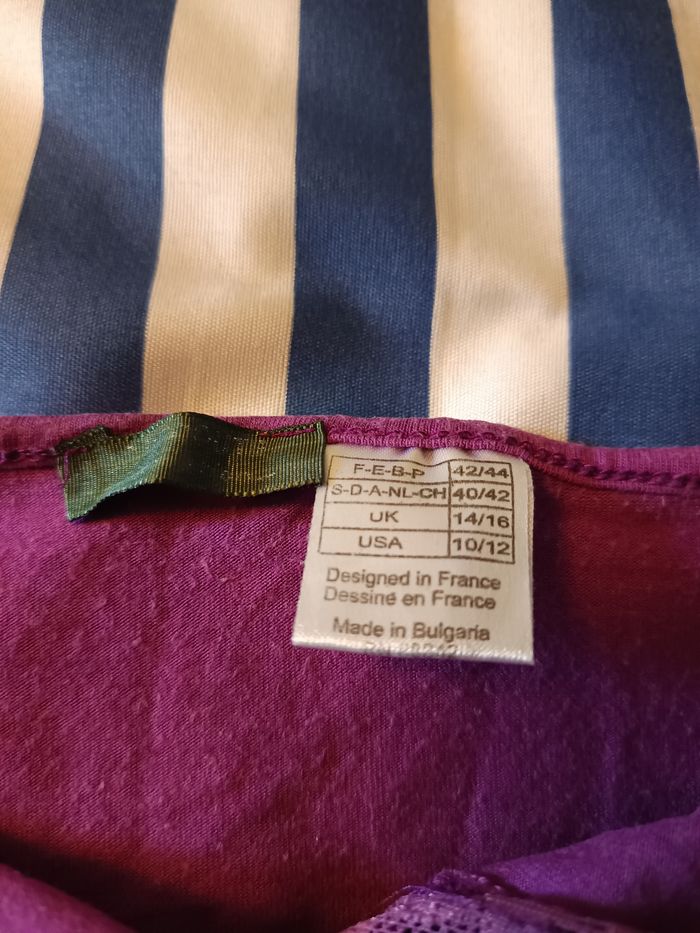 F-E-B-P 42/44
S-D-A-NL-CH 40/42
UK 14/16
USA 10/12
Designed in France
Dessiné en France
Made in Bulgaria